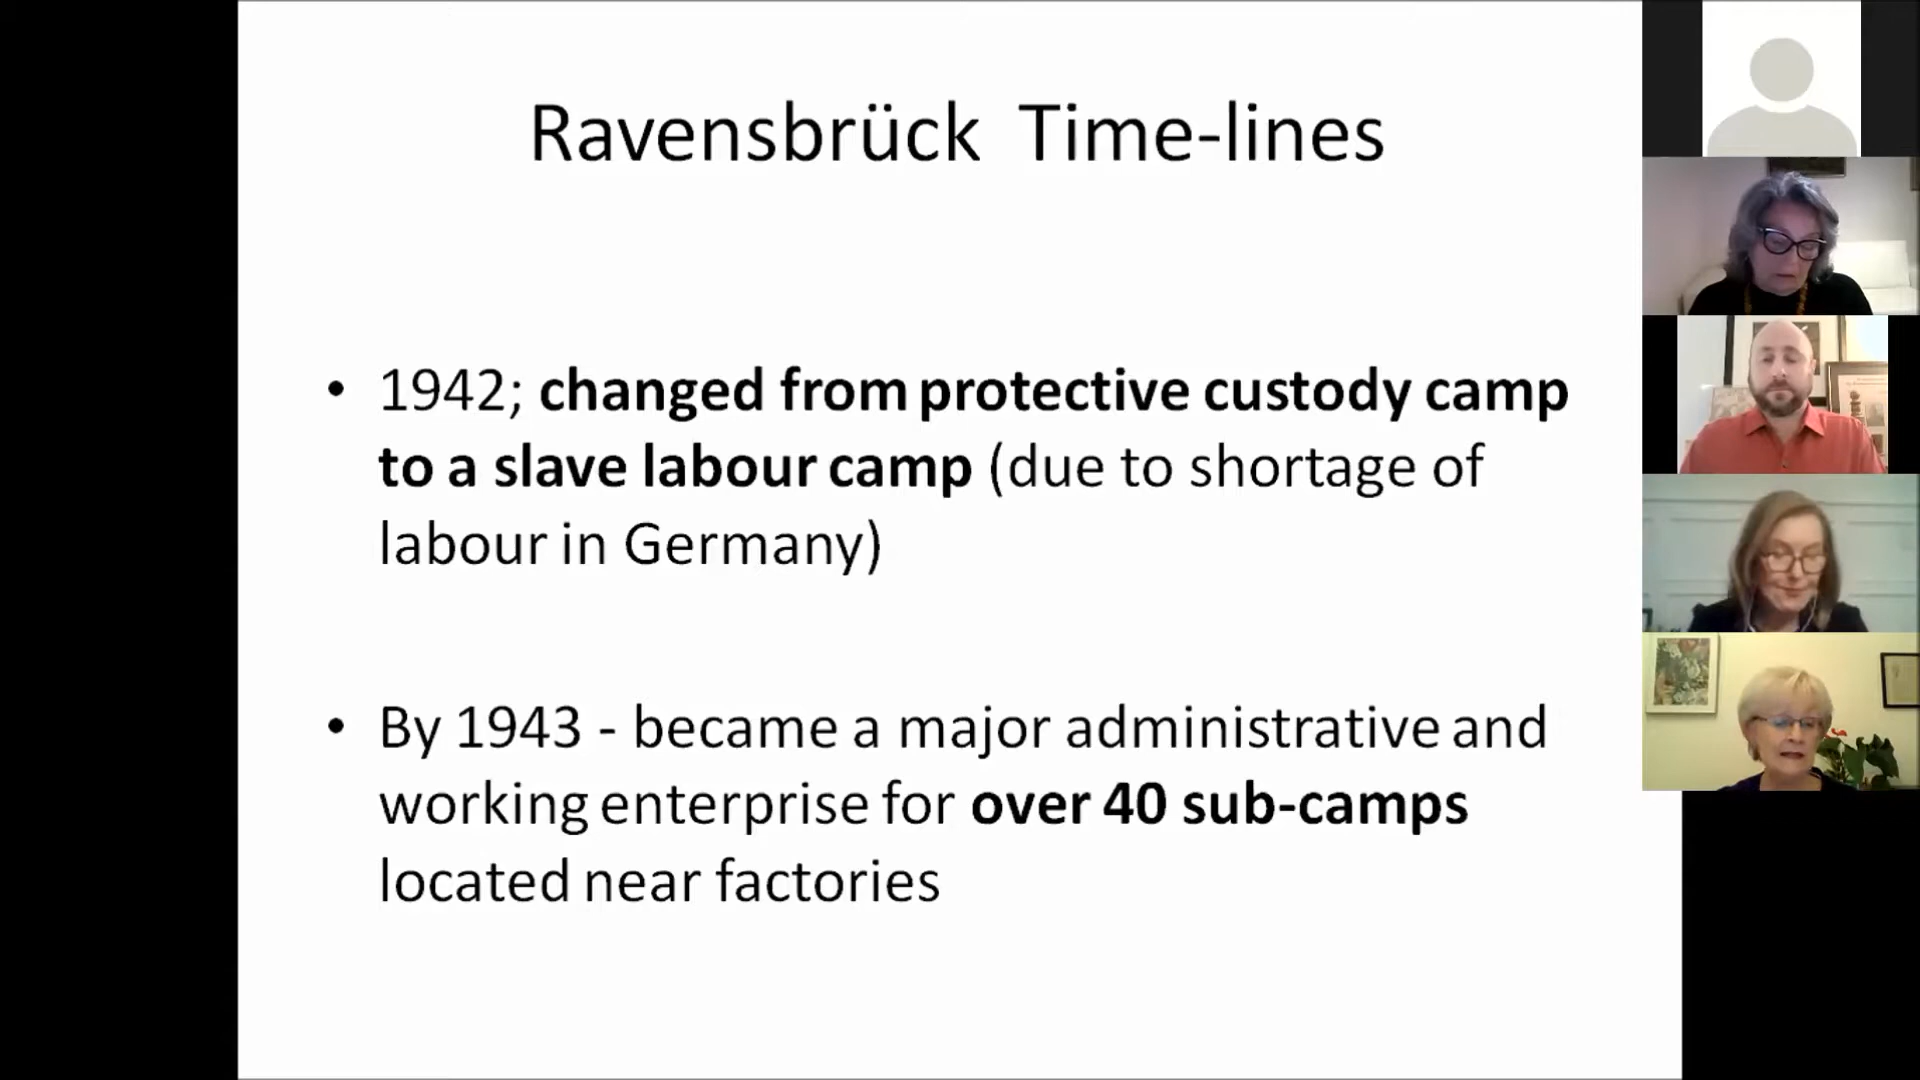 Ravensbrück Time-lines
• 1942; changed from protective custody camp
to a slave labour camp (due to shortage of
labour in Germany)
• By 1943 - became a major administrative and
working enterprise for over 40 sub-camps
located near factories